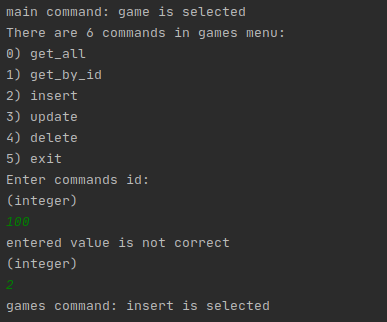 main command: game is selected
There are 6 commands in games menu:
0) get_all
1) get_by_id
2) insert
3) update
4) delete
5) exit
Enter commands id:
(integer)
100
entered value is not correct
(integer)
2
games command: insert is selected